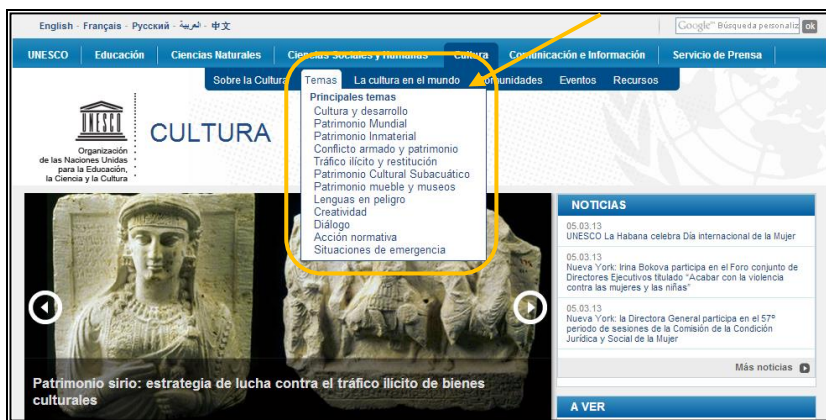 English - Français - Русский - العربية - 中文
Google™ Búsqueda personaliz ok
UNESCO Educación Ciencias Naturales Ciencias Sociales y Humanas Cultura Comunicación e Información Servicio de Prensa
Sobre la Cultura Temas La cultura en el mundo Comunidades Eventos Recursos
Principales temas
Cultura y desarrollo
Patrimonio Mundial
Patrimonio Inmaterial
Conflicto armado y patrimonio
Tráfico ilícito y restitución
Patrimonio Cultural Subacuático
Patrimonio mueble y museos
Lenguas en peligro
Creatividad
Diálogo
Acción normativa
Situaciones de emergencia
UNESCO
Organización
de las Naciones Unidas
para la Educación,
la Ciencia y la Cultura
CULTURA
NOTICIAS
05.03.13
UNESCO La Habana celebra Día internacional de la Mujer
05.03.13
Nueva York: Irina Bokova participa en el Foro conjunto de
Directores Ejecutivos titulado "Acabar con la violencia
contra las mujeres y las niñas"
05.03.13
Nueva York: la Directora General participa en el 57º
periodo de sesiones de la Comisión de la Condición
Jurídica y Social de la Mujer
Más noticias
A VER
Patrimonio sirio: estrategia de lucha contra el tráfico ilícito de bienes
culturales